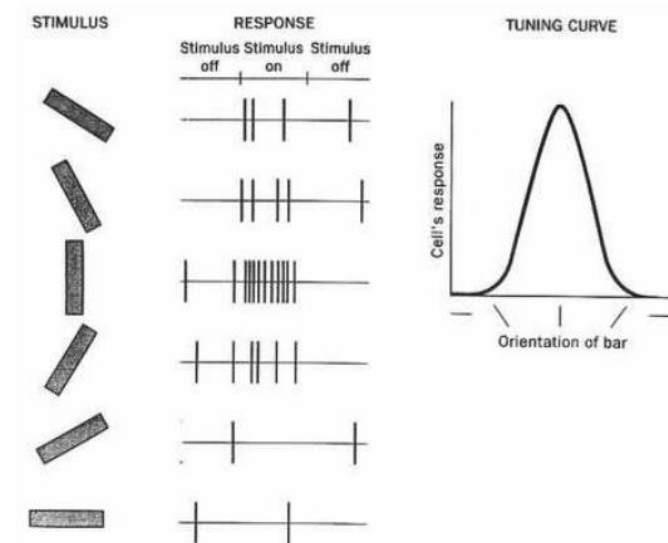 STIMULUS
RESPONSE
TUNING CURVE
Stimulus Stimulus Stimulus
off on off
Cell's response
Orientation of bar